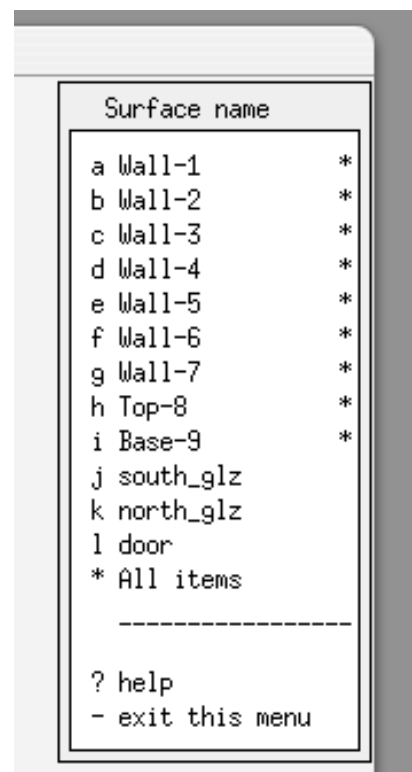 Surface name
a Wall-1 *
b Wall-2 *
c Wall-3 *
d Wall-4 *
e Wall-5 *
f Wall-6 *
g Wall-7 *
h Top-8 *
i Base-9 *
j south_glz
k north_glz
l door
* All items
-----------------
? help
- exit this menu